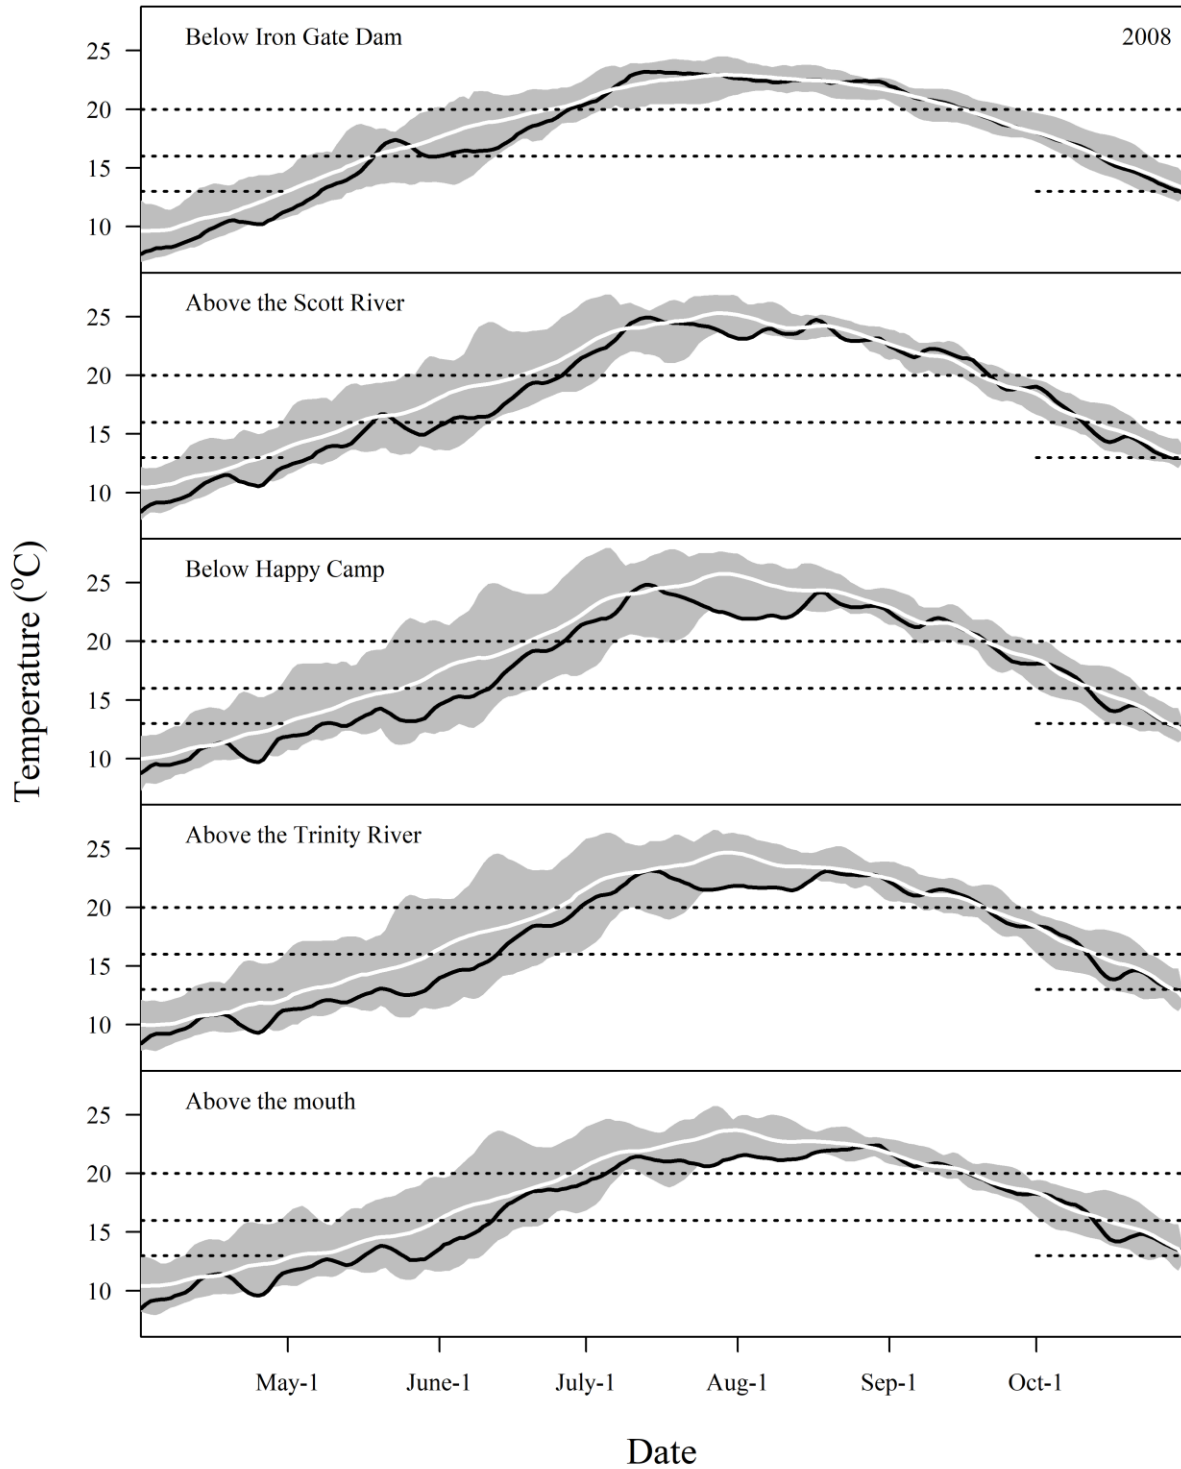 Below Iron Gate Dam 2008
25
20
15
10
Above the Scott River
25
20
15
10
Below Happy Camp
25
20
15
10
Above the Trinity River
25
20
15
10
Above the mouth
25
20
15
10
Temperature (°C)
May-1 June-1 July-1 Aug-1 Sep-1 Oct-1
Date